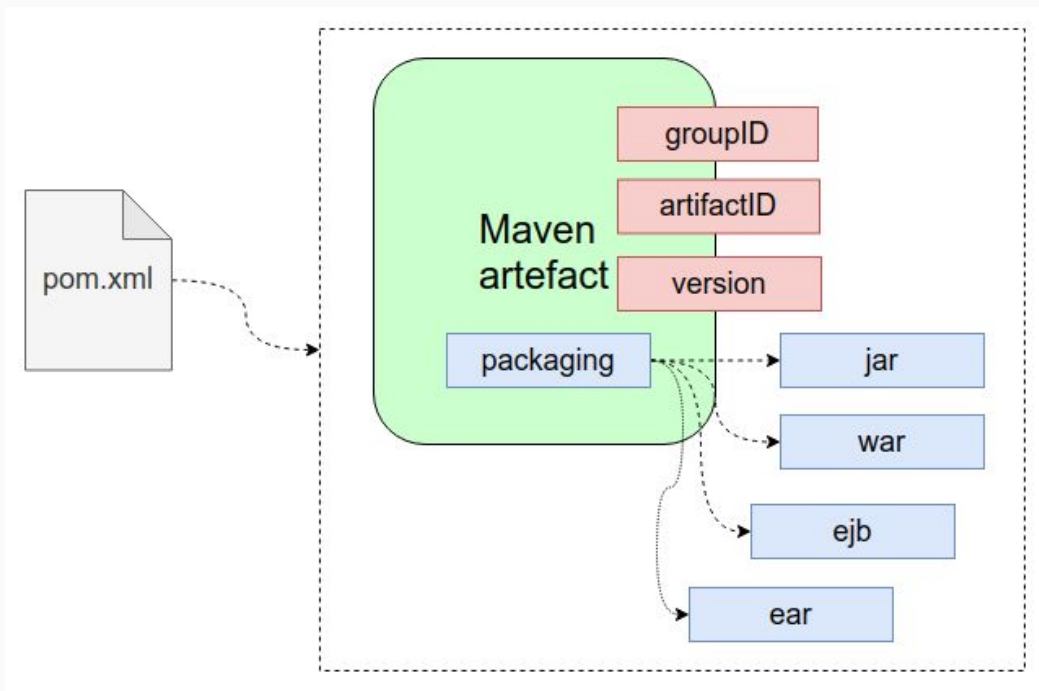 pom.xml
Maven
artefact
groupID
artifactID
version
packaging
jar
war
ejb
ear